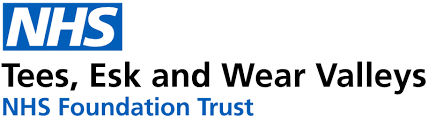 NHS
Tees, Esk and Wear Valleys
NHS Foundation Trust